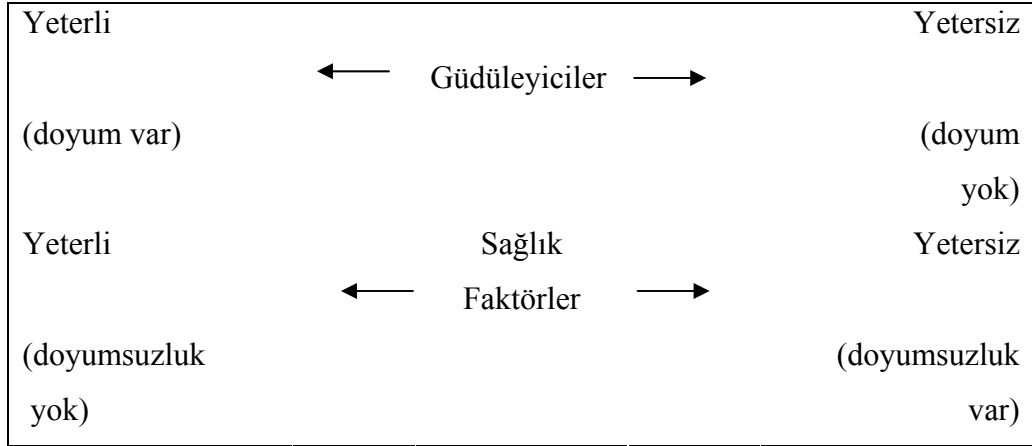 Yeterli Yetersiz
Güdüleyiciler
(doyum var) (doyum
yok)
Yeterli Sağlık Yetersiz
Faktörler
(doyumsuzluk (doyumsuzluk
yok) var)